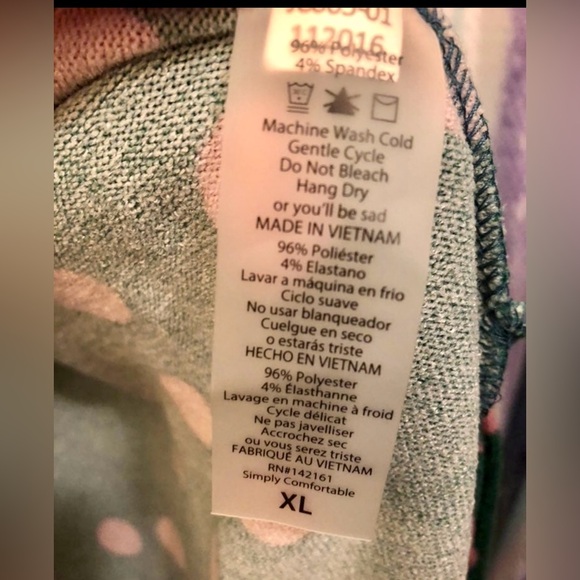 112016
96% Polyester
4% Spandex
Machine Wash Cold
Gentle Cycle
Do Not Bleach
Hang Dry
or you'll be sad
MADE IN VIETNAM
96% Poliéster
4% Elastano
Lavar a máquina en frio
Ciclo suave
No usar blanqueador
Cuelgue en seco
o estarás triste
HECHO EN VIETNAM
96% Polyester
4% Élasthanne
Lavage en machine à froid
Cycle délicat
Ne pas javelliser
Accrochez sec
ou vous serez triste
FABRIQUÉ AU VIETNAM
RN#142161
Simply Comfortable
XL